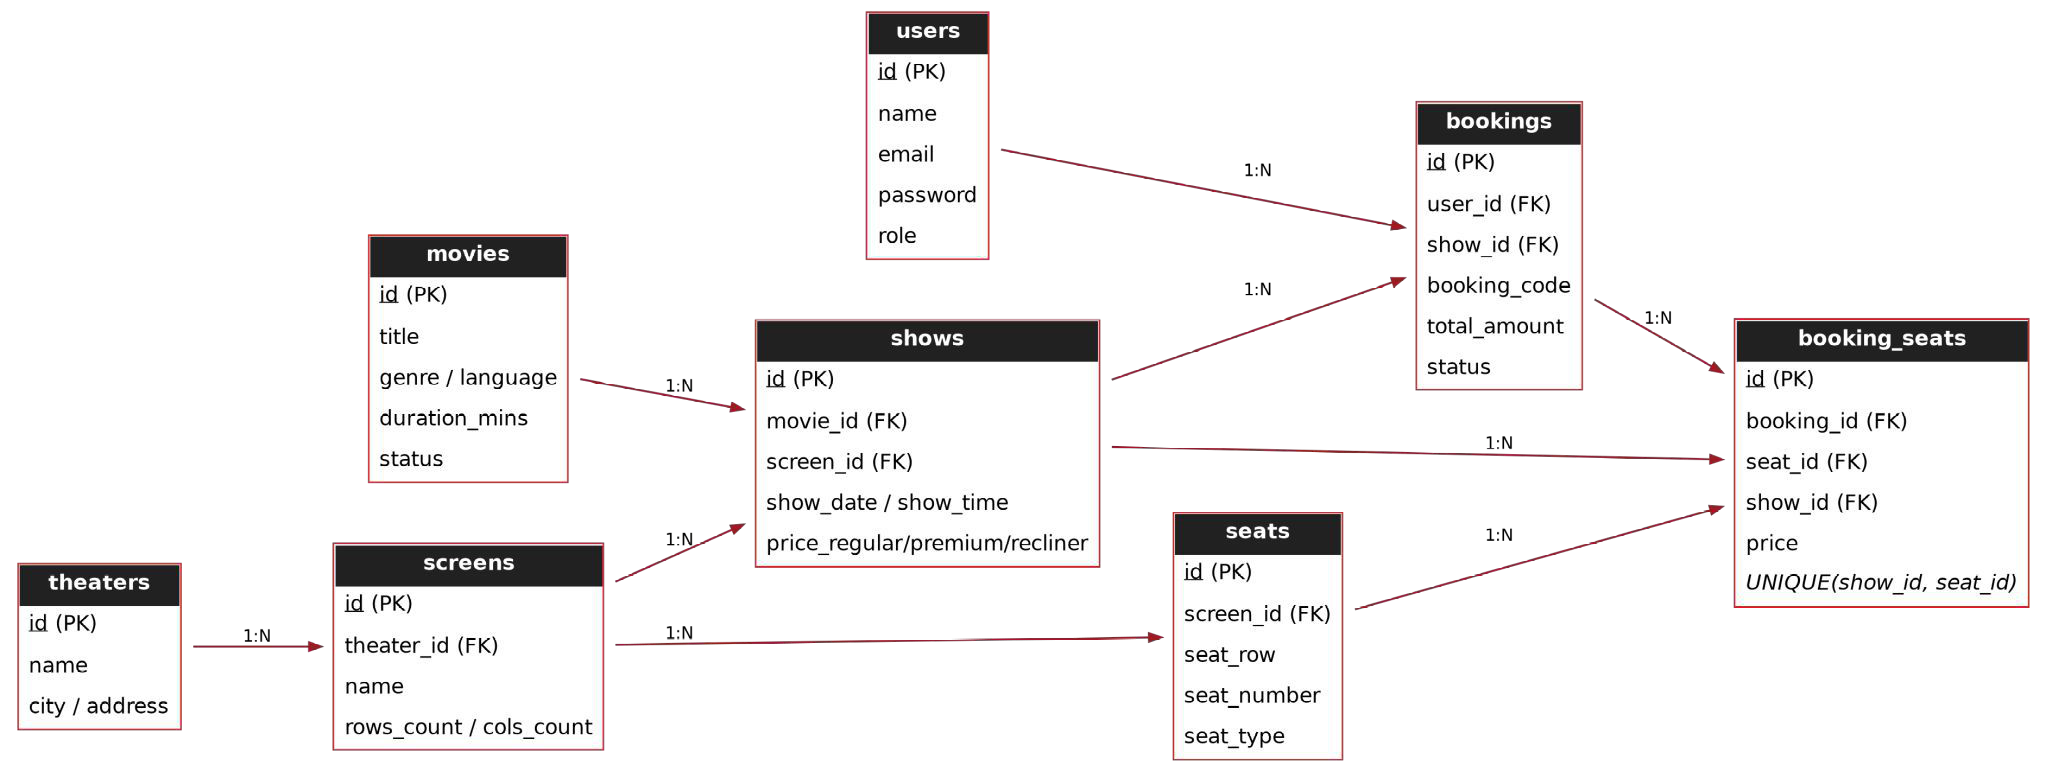 users
id (PK)
name
email
password
role
bookings
id (PK)
user_id (FK)
show_id (FK)
booking_code
total_amount
status
movies
id (PK)
title
genre / language
duration_mins
status
shows
id (PK)
movie_id (FK)
screen_id (FK)
show_date / show_time
price_regular/premium/recliner
booking_seats
id (PK)
booking_id (FK)
seat_id (FK)
show_id (FK)
price
UNIQUE(show_id, seat_id)
theaters
id (PK)
name
city / address
screens
id (PK)
theater_id (FK)
name
rows_count / cols_count
seats
id (PK)
screen_id (FK)
seat_row
seat_number
seat_type
1:N
1:N
1:N
1:N
1:N
1:N
1:N
1:N
1:N